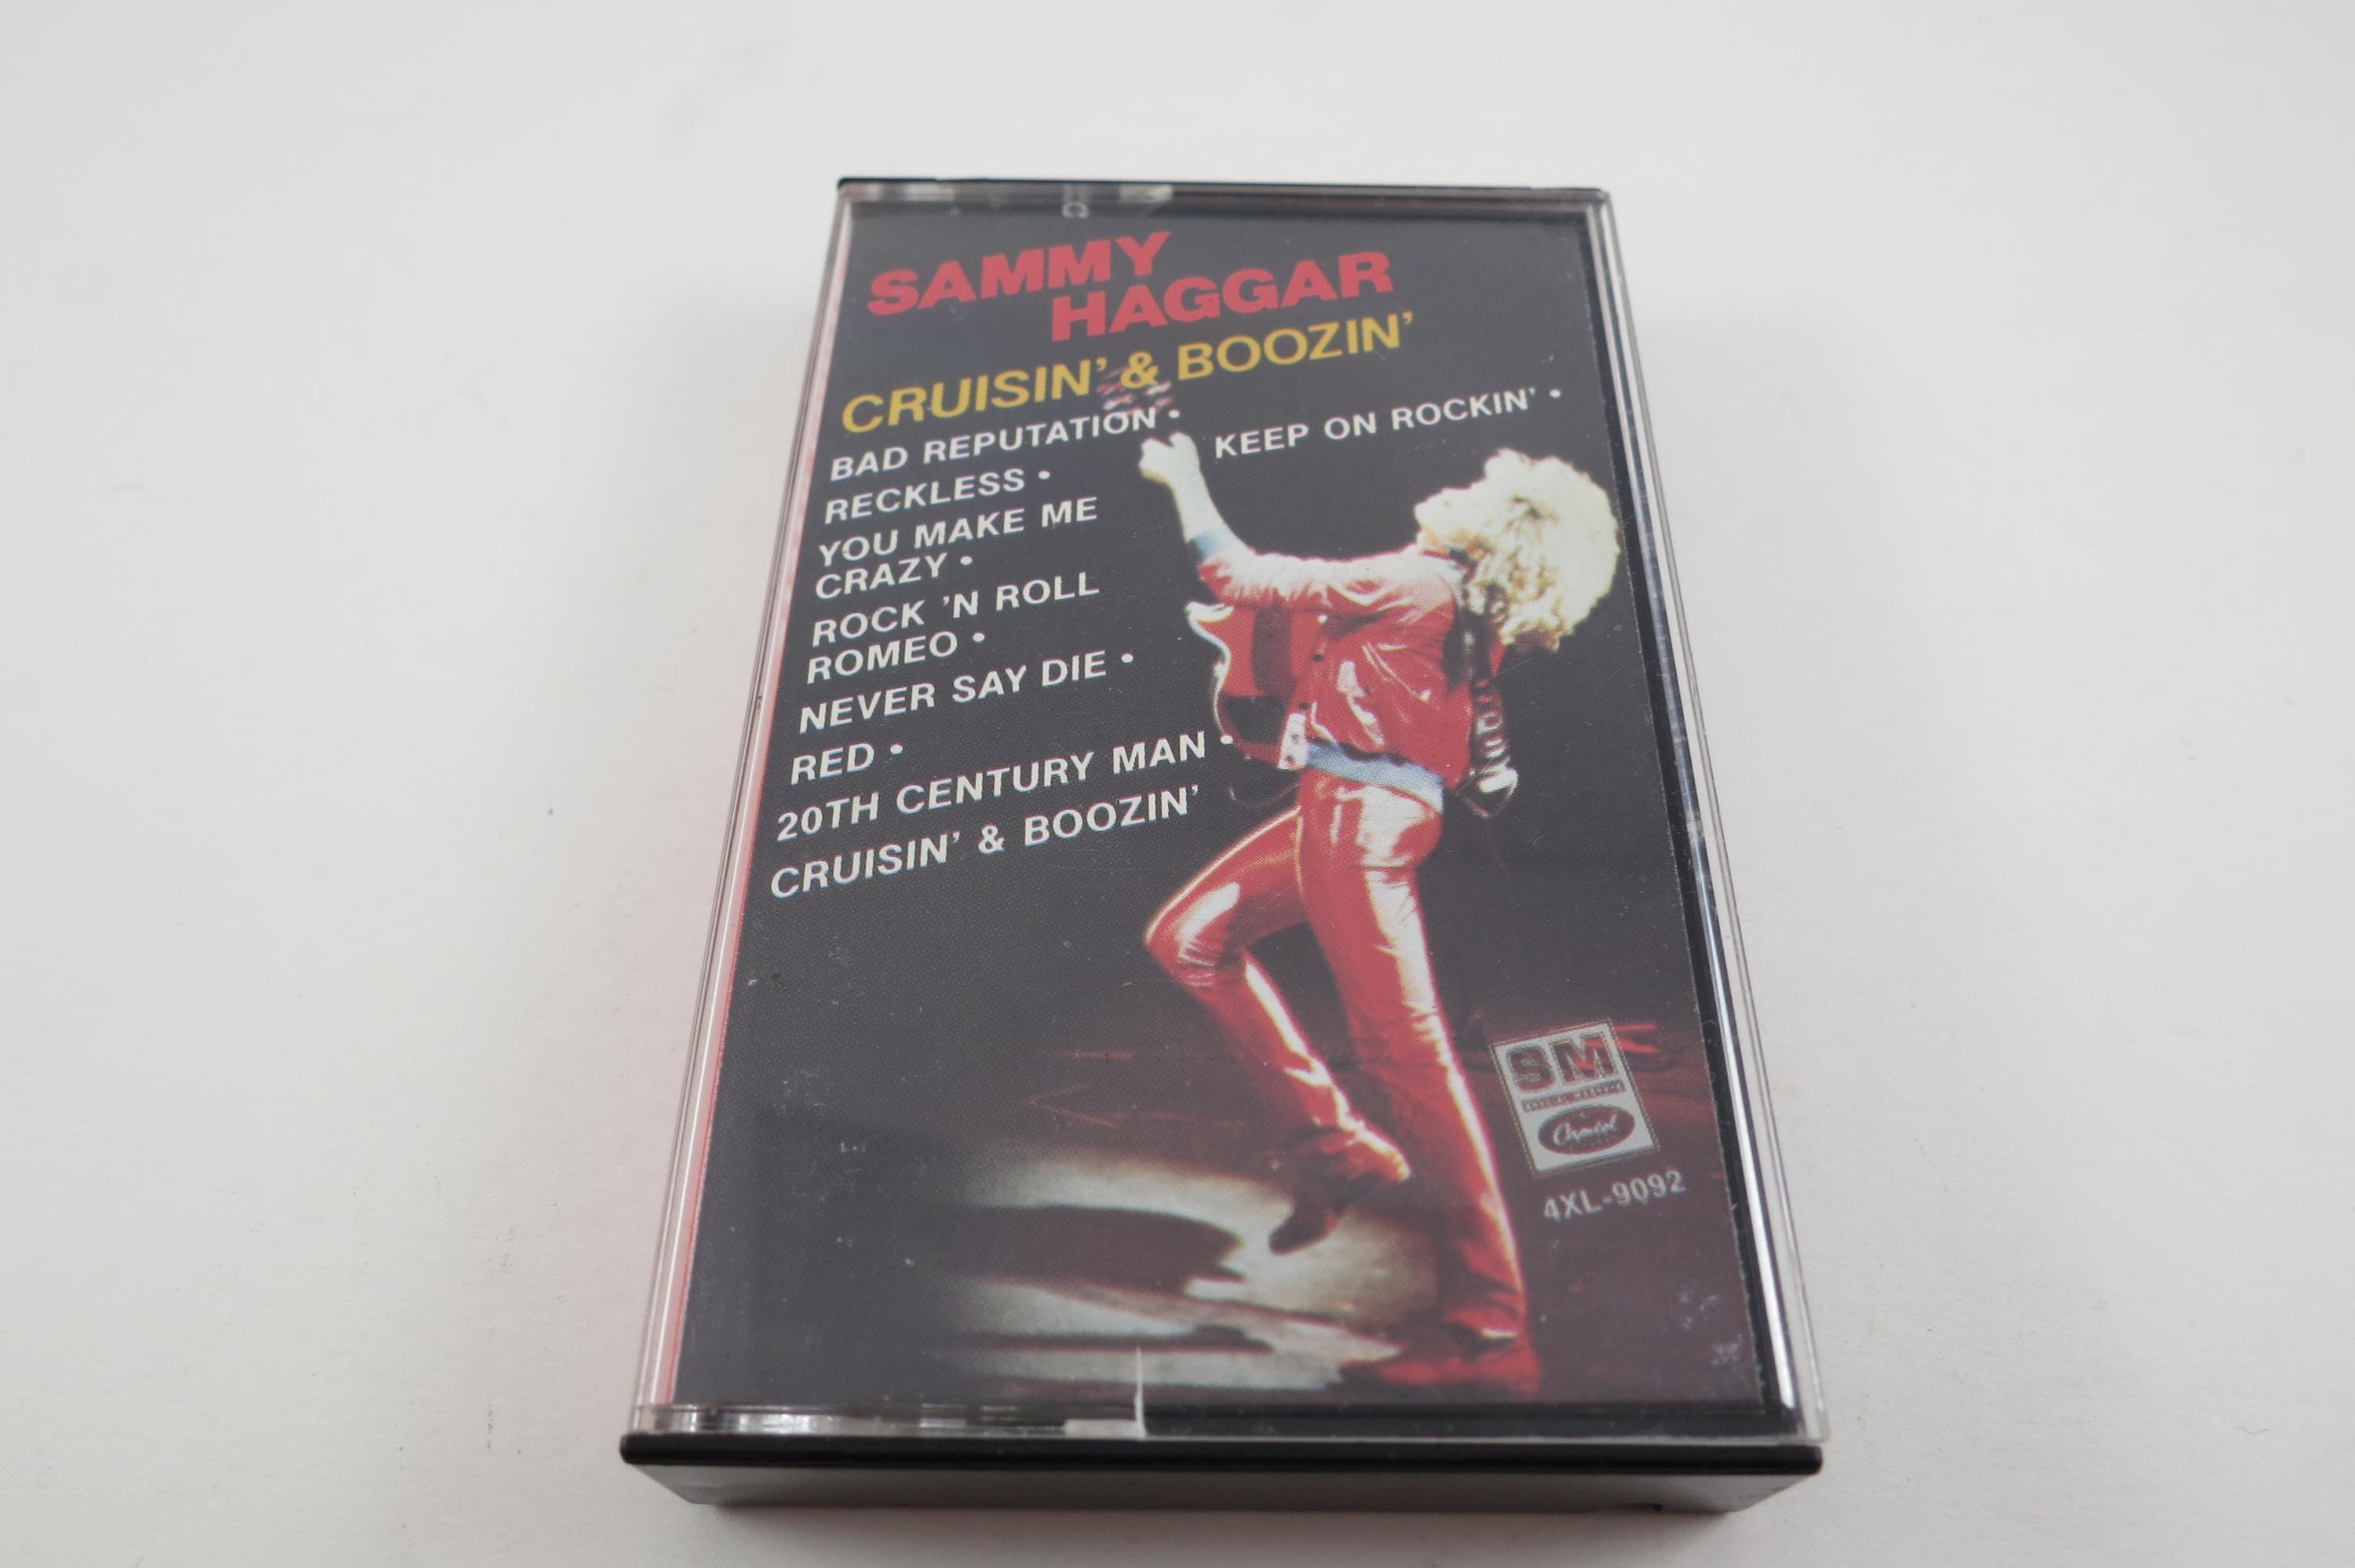 SAMMY
HAGGAR
CRUISIN' & BOOZIN'
BAD REPUTATION •
KEEP ON ROCKIN' •
RECKLESS •
YOU MAKE ME
CRAZY •
ROCK 'N ROLL
ROMEO •
NEVER SAY DIE •
RED •
20TH CENTURY MAN •
CRUISIN' & BOOZIN'
SM
Capitol
4XL-9092